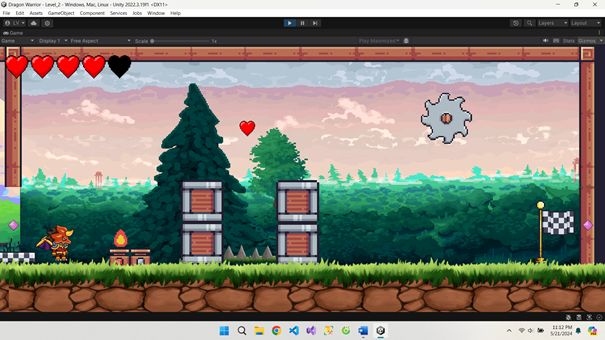 Dragon Warrior - Level_2 - Windows, Mac, Linux - Unity 2022.3.19f1 <DX11>
File Edit Assets GameObject Component Services Jobs Window Help
Layers Layout
Game
Game Display 1 Free Aspect Scale 1x Play Maximized Stats Gizmos
11:12 PM
5/21/2024